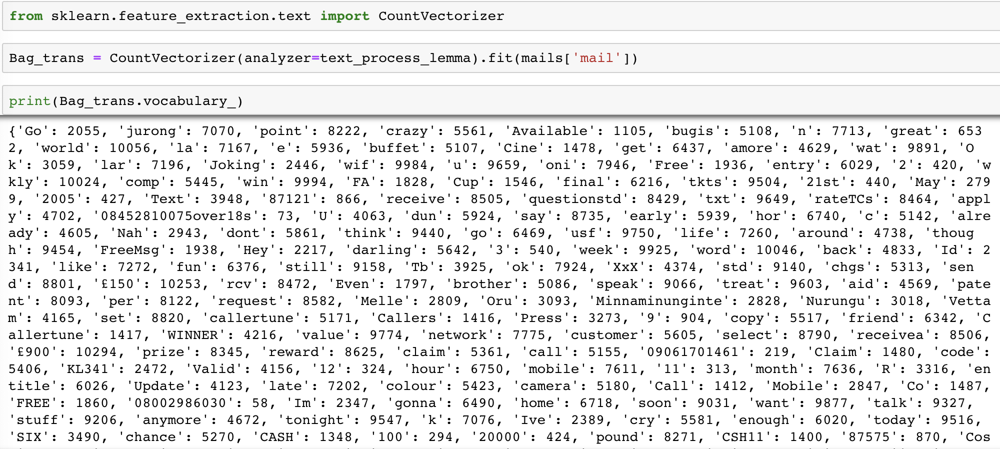 from sklearn.feature_extraction.text import CountVectorizer
Bag_trans = CountVectorizer(analyzer=text_process_lemma).fit(mails['mail'])
print(Bag_trans.vocabulary_)
{'Go': 2055, 'jurong': 7070, 'point': 8222, 'crazy': 5561, 'Available': 1105, 'bugis': 5108, 'n': 7713, 'great': 653
2, 'world': 10056, 'la': 7167, 'e': 5936, 'buffet': 5107, 'Cine': 1478, 'get': 6437, 'amore': 4629, 'wat': 9891, 'O
k': 3059, 'lar': 7196, 'Joking': 2446, 'wif': 9984, 'u': 9659, 'oni': 7946, 'Free': 1936, 'entry': 6029, '2': 420, 'w
kly': 10024, 'comp': 5445, 'win': 9994, 'FA': 1828, 'Cup': 1546, 'final': 6216, 'tkts': 9504, '21st': 440, 'May': 279
9, '2005': 427, 'Text': 3948, '87121': 866, 'receive': 8505, 'questionstd': 8429, 'txt': 9649, 'rateTCs': 8464, 'appl
y': 4702, '08452810075over18s': 73, 'U': 4063, 'dun': 5924, 'say': 8735, 'early': 5939, 'hor': 6740, 'c': 5142, 'alre
ady': 4605, 'Nah': 2943, 'dont': 5861, 'think': 9440, 'go': 6469, 'usf': 9750, 'life': 7260, 'around': 4738, 'thoug
h': 9454, 'FreeMsg': 1938, 'Hey': 2217, 'darling': 5642, '3': 540, 'week': 9925, 'word': 10046, 'back': 4833, 'Id': 2
341, 'like': 7272, 'fun': 6376, 'still': 9158, 'Tb': 3925, 'ok': 7924, 'XxX': 4374, 'std': 9140, 'chgs': 5313, 'sen
d': 8801, '£150': 10253, 'rcv': 8472, 'Even': 1797, 'brother': 5086, 'speak': 9066, 'treat': 9603, 'aid': 4569, 'pate
nt': 8093, 'per': 8122, 'request': 8582, 'Melle': 2809, 'Oru': 3093, 'Minnaminunginte': 2828, 'Nurungu': 3018, 'Vetta
m': 4165, 'set': 8820, 'callertune': 5171, 'Callers': 1416, 'Press': 3273, '9': 904, 'copy': 5517, 'friend': 6342, 'C
allertune': 1417, 'WINNER': 4216, 'value': 9774, 'network': 7775, 'customer': 5605, 'select': 8790, 'receivea': 8506,
'£900': 10294, 'prize': 8345, 'reward': 8625, 'claim': 5361, 'call': 5155, '09061701461': 219, 'Claim': 1480, 'code':
5406, 'KL341': 2472, 'Valid': 4156, '12': 324, 'hour': 6750, 'mobile': 7611, '11': 313, 'month': 7636, 'R': 3316, 'en
title': 6026, 'Update': 4123, 'late': 7202, 'colour': 5423, 'camera': 5180, 'Call': 1412, 'Mobile': 2847, 'Co': 1487,
'FREE': 1860, '08002986030': 58, 'Im': 2347, 'gonna': 6490, 'home': 6718, 'soon': 9031, 'want': 9877, 'talk': 9327,
'stuff': 9206, 'anymore': 4672, 'tonight': 9547, 'k': 7076, 'Ive': 2389, 'cry': 5581, 'enough': 6020, 'today': 9516,
'SIX': 3490, 'chance': 5270, 'CASH': 1348, '100': 294, '20000': 424, 'pound': 8271, 'CSH11': 1400, '87575': 870, 'Cos